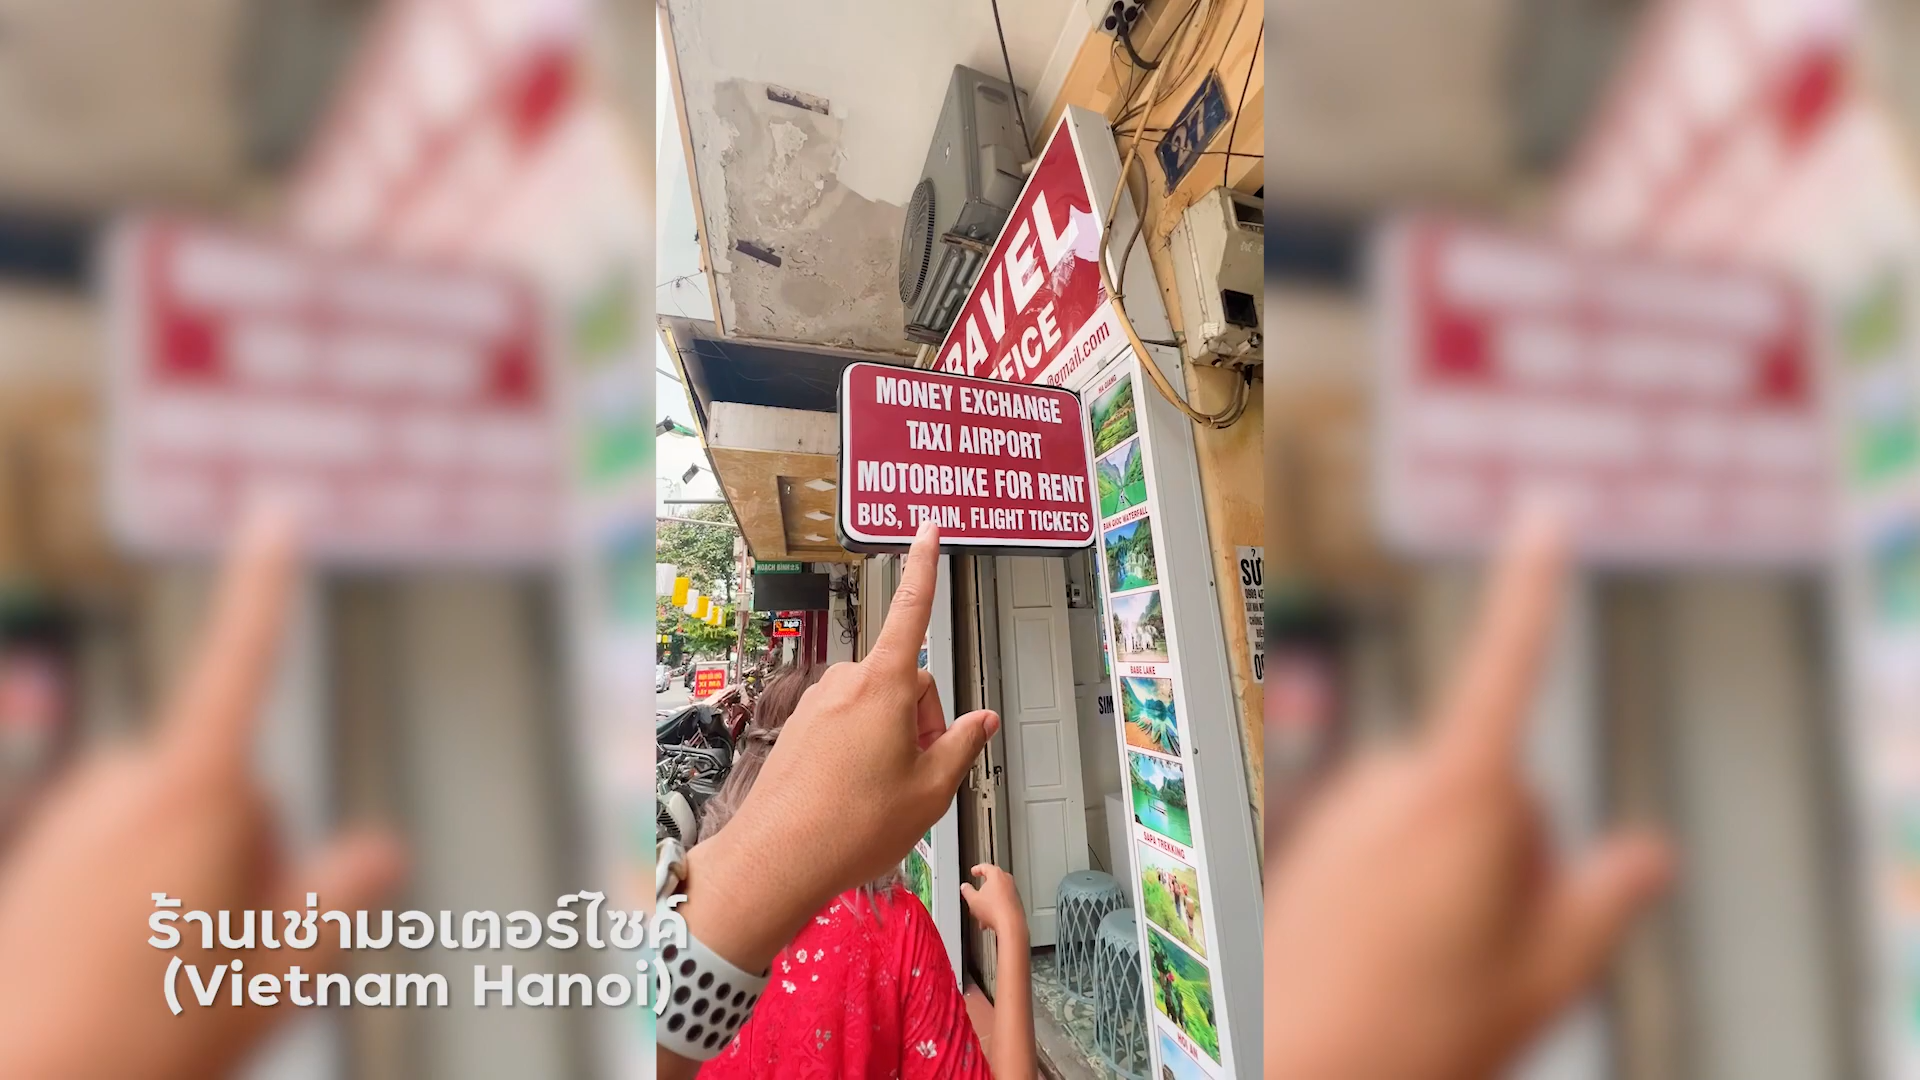 27
@gmail.com
MONEY EXCHANGE
TAXI AIRPORT
MOTORBIKE FOR RENT
BUS, TRAIN, FLIGHT TICKETS
HA GIANG
BAN GIOC WATERFALL
BABE LAKE
SAPA TREKKING
HOI AN
SIM
ร้านเช่ามอเตอร์ไซค์
(Vietnam Hanoi)